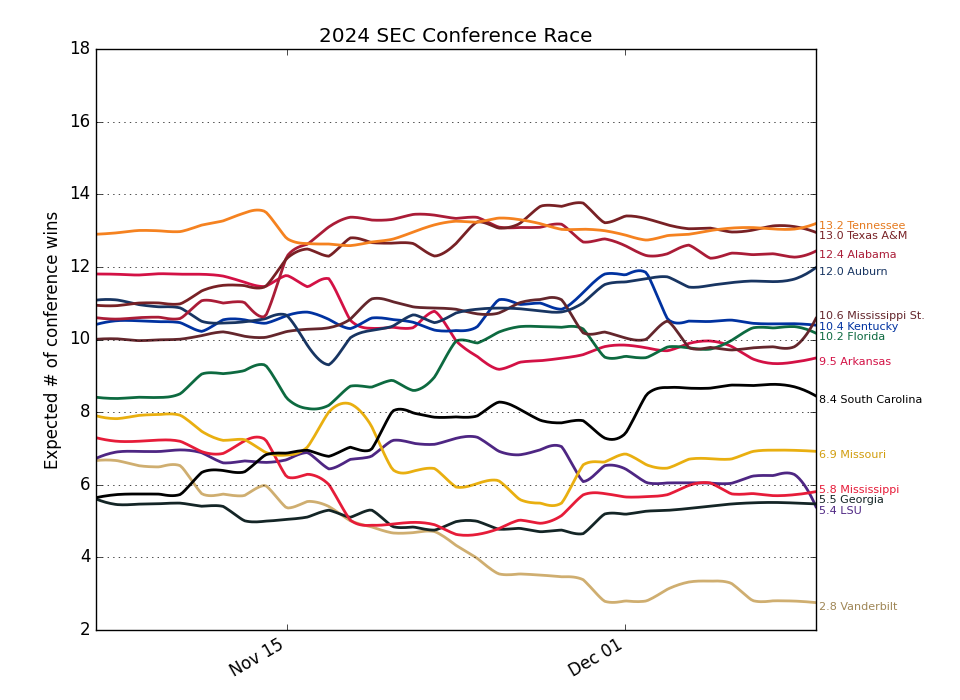 2024 SEC Conference Race
Expected # of conference wins
18
16
14
12
10
8
6
4
2
Nov 15
Dec 01
13.2 Tennessee
13.0 Texas A&M
12.4 Alabama
12.0 Auburn
10.6 Mississippi St.
10.4 Kentucky
10.2 Florida
9.5 Arkansas
8.4 South Carolina
6.9 Missouri
5.8 Mississippi
5.5 Georgia
5.4 LSU
2.8 Vanderbilt